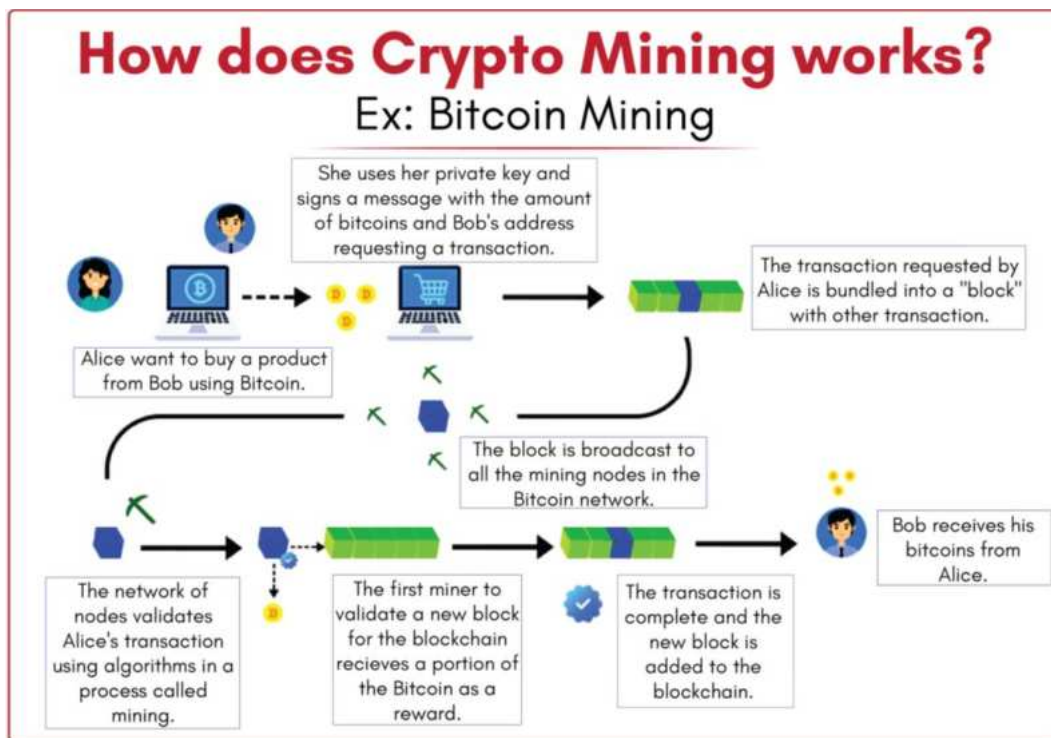 How does Crypto Mining works?
Ex: Bitcoin Mining
She uses her private key and
signs a message with the
amount of bitcoins and Bob's address
requesting a transaction.
The transaction requested by
Alice is bundled into a "block"
with other transaction.
Alice want to buy a product
from Bob using Bitcoin.
The block is broadcast to
all the mining nodes in the
Bitcoin network.
Bob receives his
bitcoins from
Alice.
The network of
nodes validates
Alice's transaction
using algorithms in a
process called
mining.
The first miner to
validate a new block
for the blockchain
recieves a portion of
the Bitcoin as a
reward.
The transaction is
complete and the
new block is
added to the
blockchain.